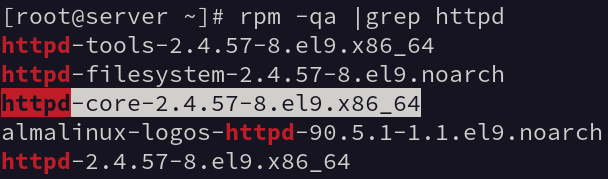 [root@server ~]# rpm -qa |grep httpd
httpd-tools-2.4.57-8.el9.x86_64
httpd-filesystem-2.4.57-8.el9.noarch
httpd-core-2.4.57-8.el9.x86_64
almalinux-logos-httpd-90.5.1-1.1.el9.noarch
httpd-2.4.57-8.el9.x86_64